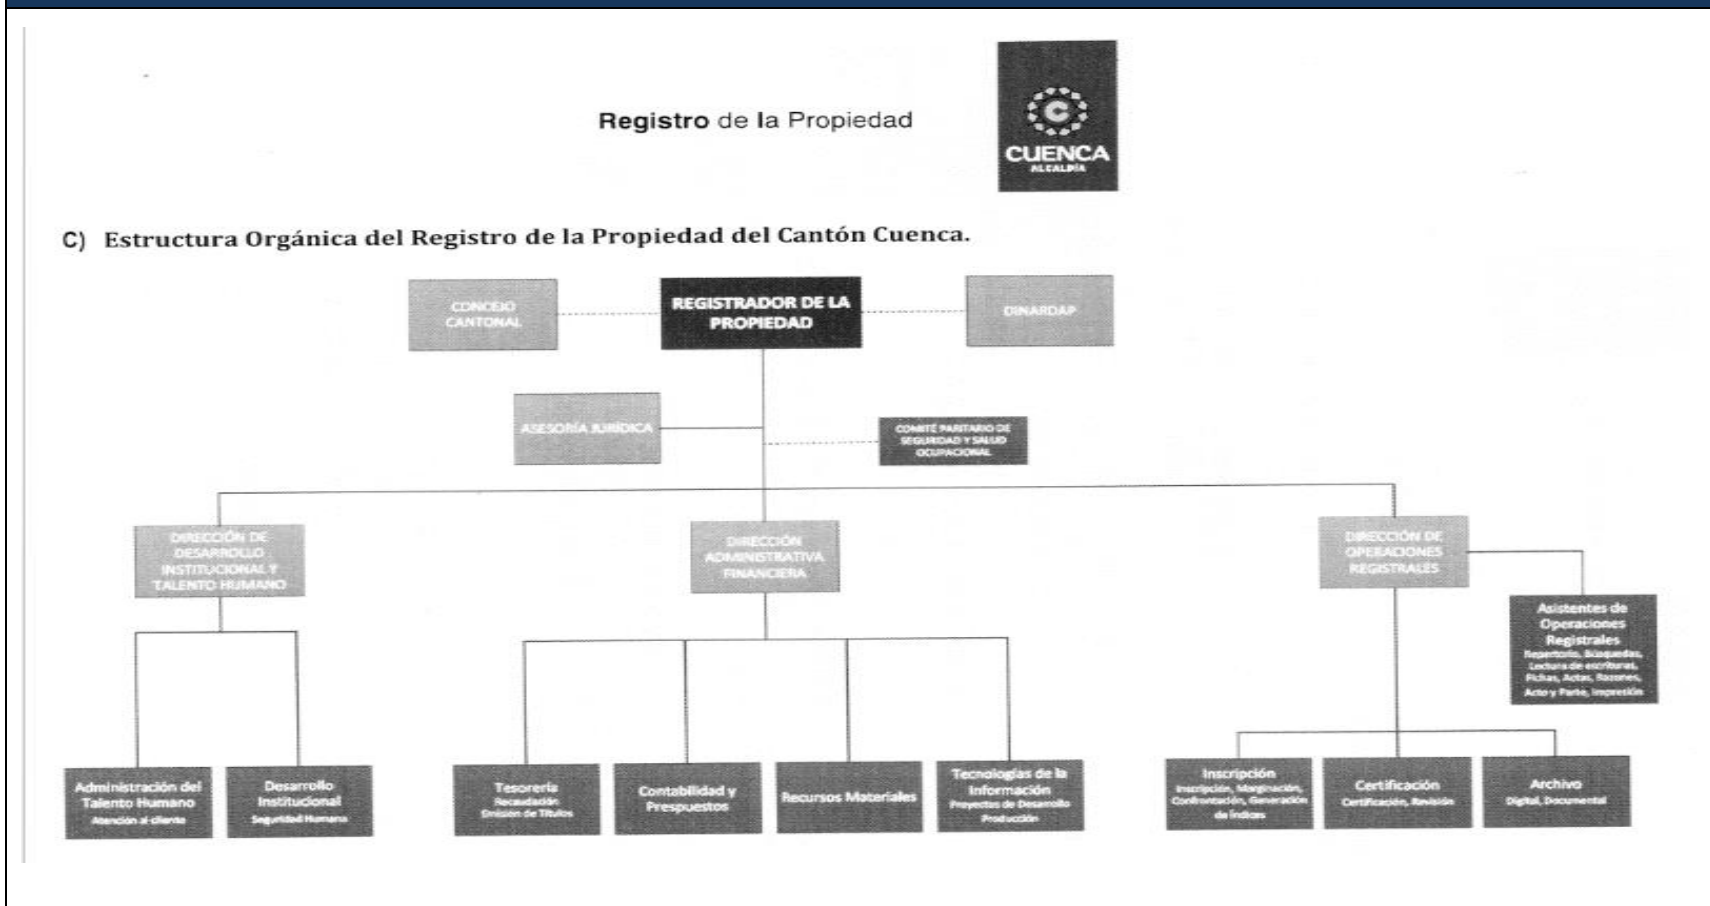 Registro de la Propiedad
CUENCA
ALCALDÍA
C) Estructura Orgánica del Registro de la Propiedad del Cantón Cuenca.
CONCEJO
CANTONAL
REGISTRADOR DE LA
PROPIEDAD
DINARDAP
ASESORÍA JURÍDICA
COMITÉ PARITARIO DE
SEGURIDAD Y SALUD
OCUPACIONAL
DIRECCIÓN DE
DESARROLLO
INSTITUCIONAL Y
TALENTO HUMANO
DIRECCIÓN
ADMINISTRATIVA
FINANCIERA
DIRECCIÓN DE
OPERACIONES
REGISTRALES
Asistentes de
Operaciones
Registrales
Repertorio, Búsquedas,
Lectura de escrituras,
Fichas, Actas, Razones,
Acto y Parte, Impresión
Administración del
Talento Humano
Atención al cliente
Desarrollo
Institucional
Seguridad Humana
Tesorería
Recaudación
Emisión de Títulos
Contabilidad y
Prespuestos
Recursos Materiales
Tecnologías de la
Información
Proyectos de Desarrollo
Producción
Inscripción
Inscripción, Marginación,
Confrontación, Generación
de Índices
Certificación
Certificación, Revisión
Archivo
Digital, Documental